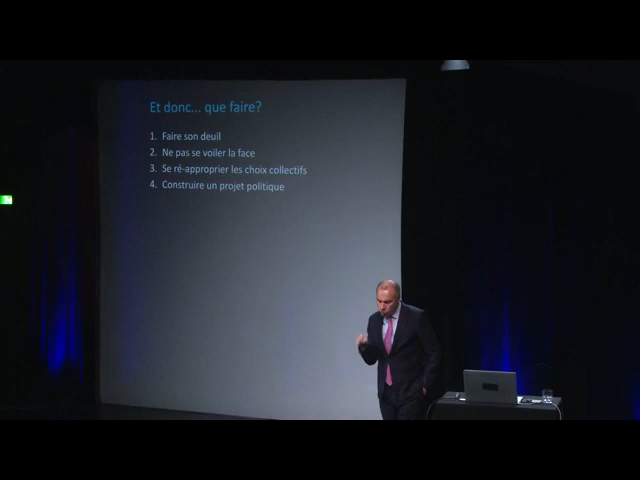 Et donc... que faire?
1. Faire son deuil
2. Ne pas se voiler la face
3. Se ré-approprier les choix collectifs
4. Construire un projet politique